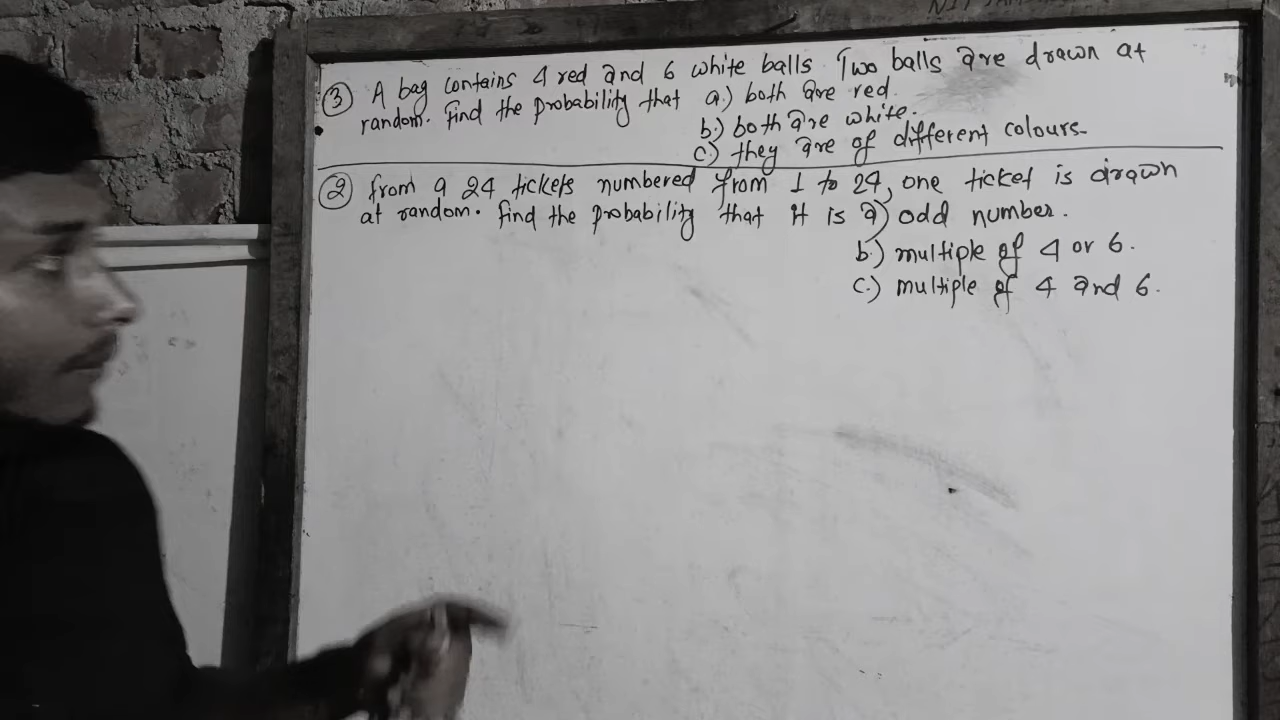 ③ A bag contains 4 red and 6 white balls Two balls are drawn at
random. find the probability that a.) both are red.
b.) both are white.
c.) they are of different colours.
② from a 24 tickets numbered from 1 to 24, one ticket is drawn
at random. find the probability that it is a) odd number.
b.) multiple of 4 or 6.
c.) multiple of 4 and 6.